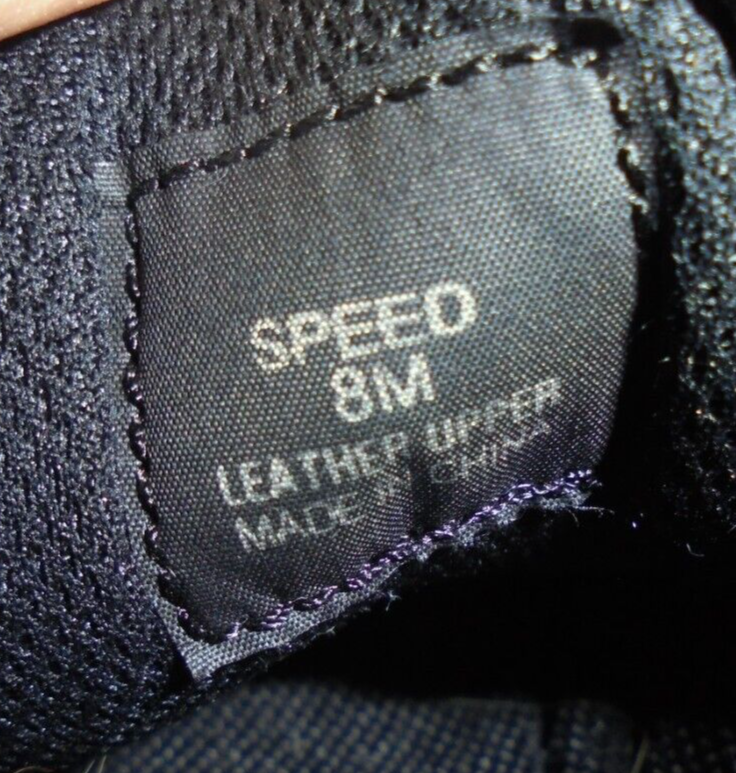 SPEED
8M
LEATHER UPPER
MADE IN CHINA